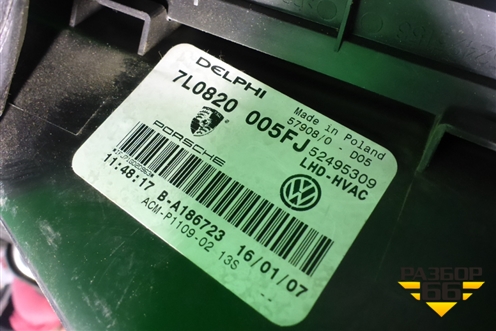 DELPHI
7L0820 005FJ
Made in Poland
57908/0 - D05
52495309
LHD-HVAC
PORSCHE
11:48:17 B-A186723 16/01/07
ACM-P1109-02 13S --
РАЗБОР
66